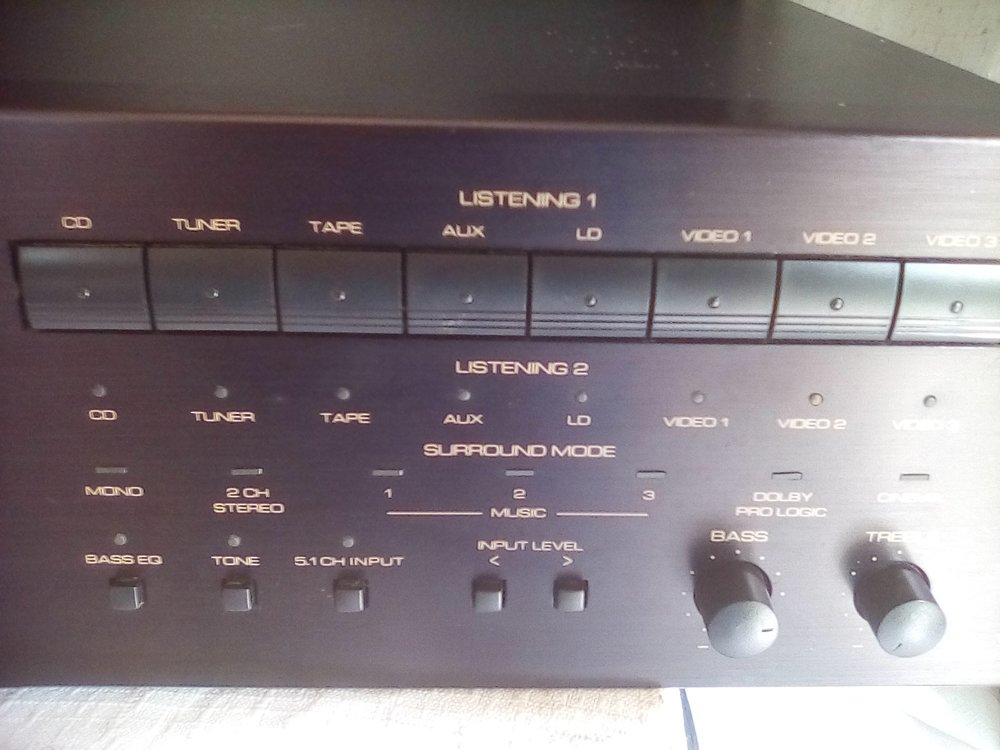 LISTENING 1
CD TUNER TAPE AUX LD VIDEO 1 VIDEO 2 VIDEO 3
LISTENING 2
CD TUNER TAPE AUX LD VIDEO 1 VIDEO 2 VIDEO 3
SURROUND MODE
MONO 2 CH 1 2 3 DOLBY
STEREO MUSIC PRO LOGIC
BASS EQ TONE 5.1 CH INPUT INPUT LEVEL BASS
< >